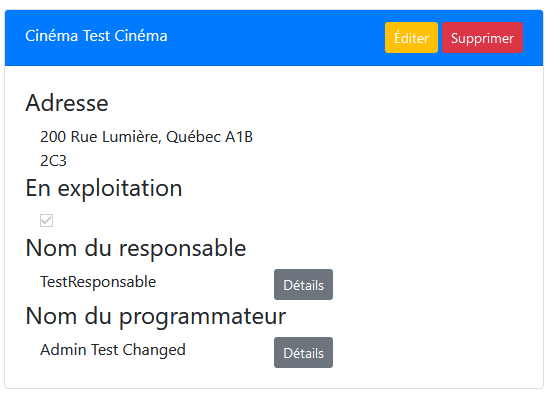 Cinéma Test Cinéma Éditer Supprimer
Adresse
200 Rue Lumière, Québec A1B
2C3
En exploitation
Nom du responsable
TestResponsable Détails
Nom du programmateur
Admin Test Changed Détails